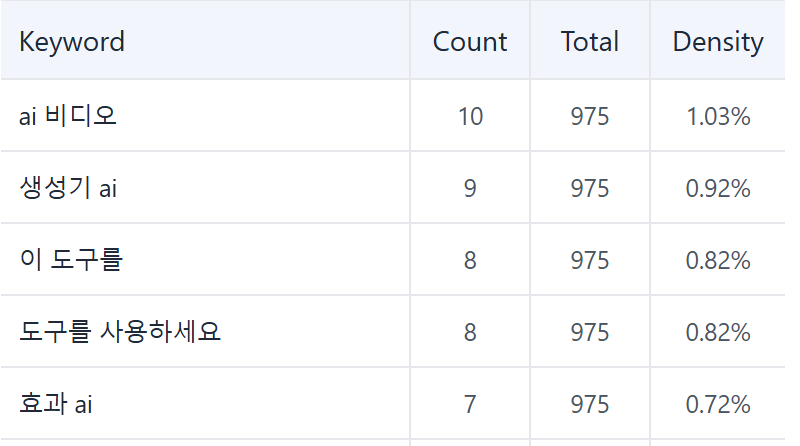 Keyword Count Total Density
ai 비디오 10 975 1.03%
생성기 ai 9 975 0.92%
이 도구를 8 975 0.82%
도구를 사용하세요 8 975 0.82%
효과 ai 7 975 0.72%